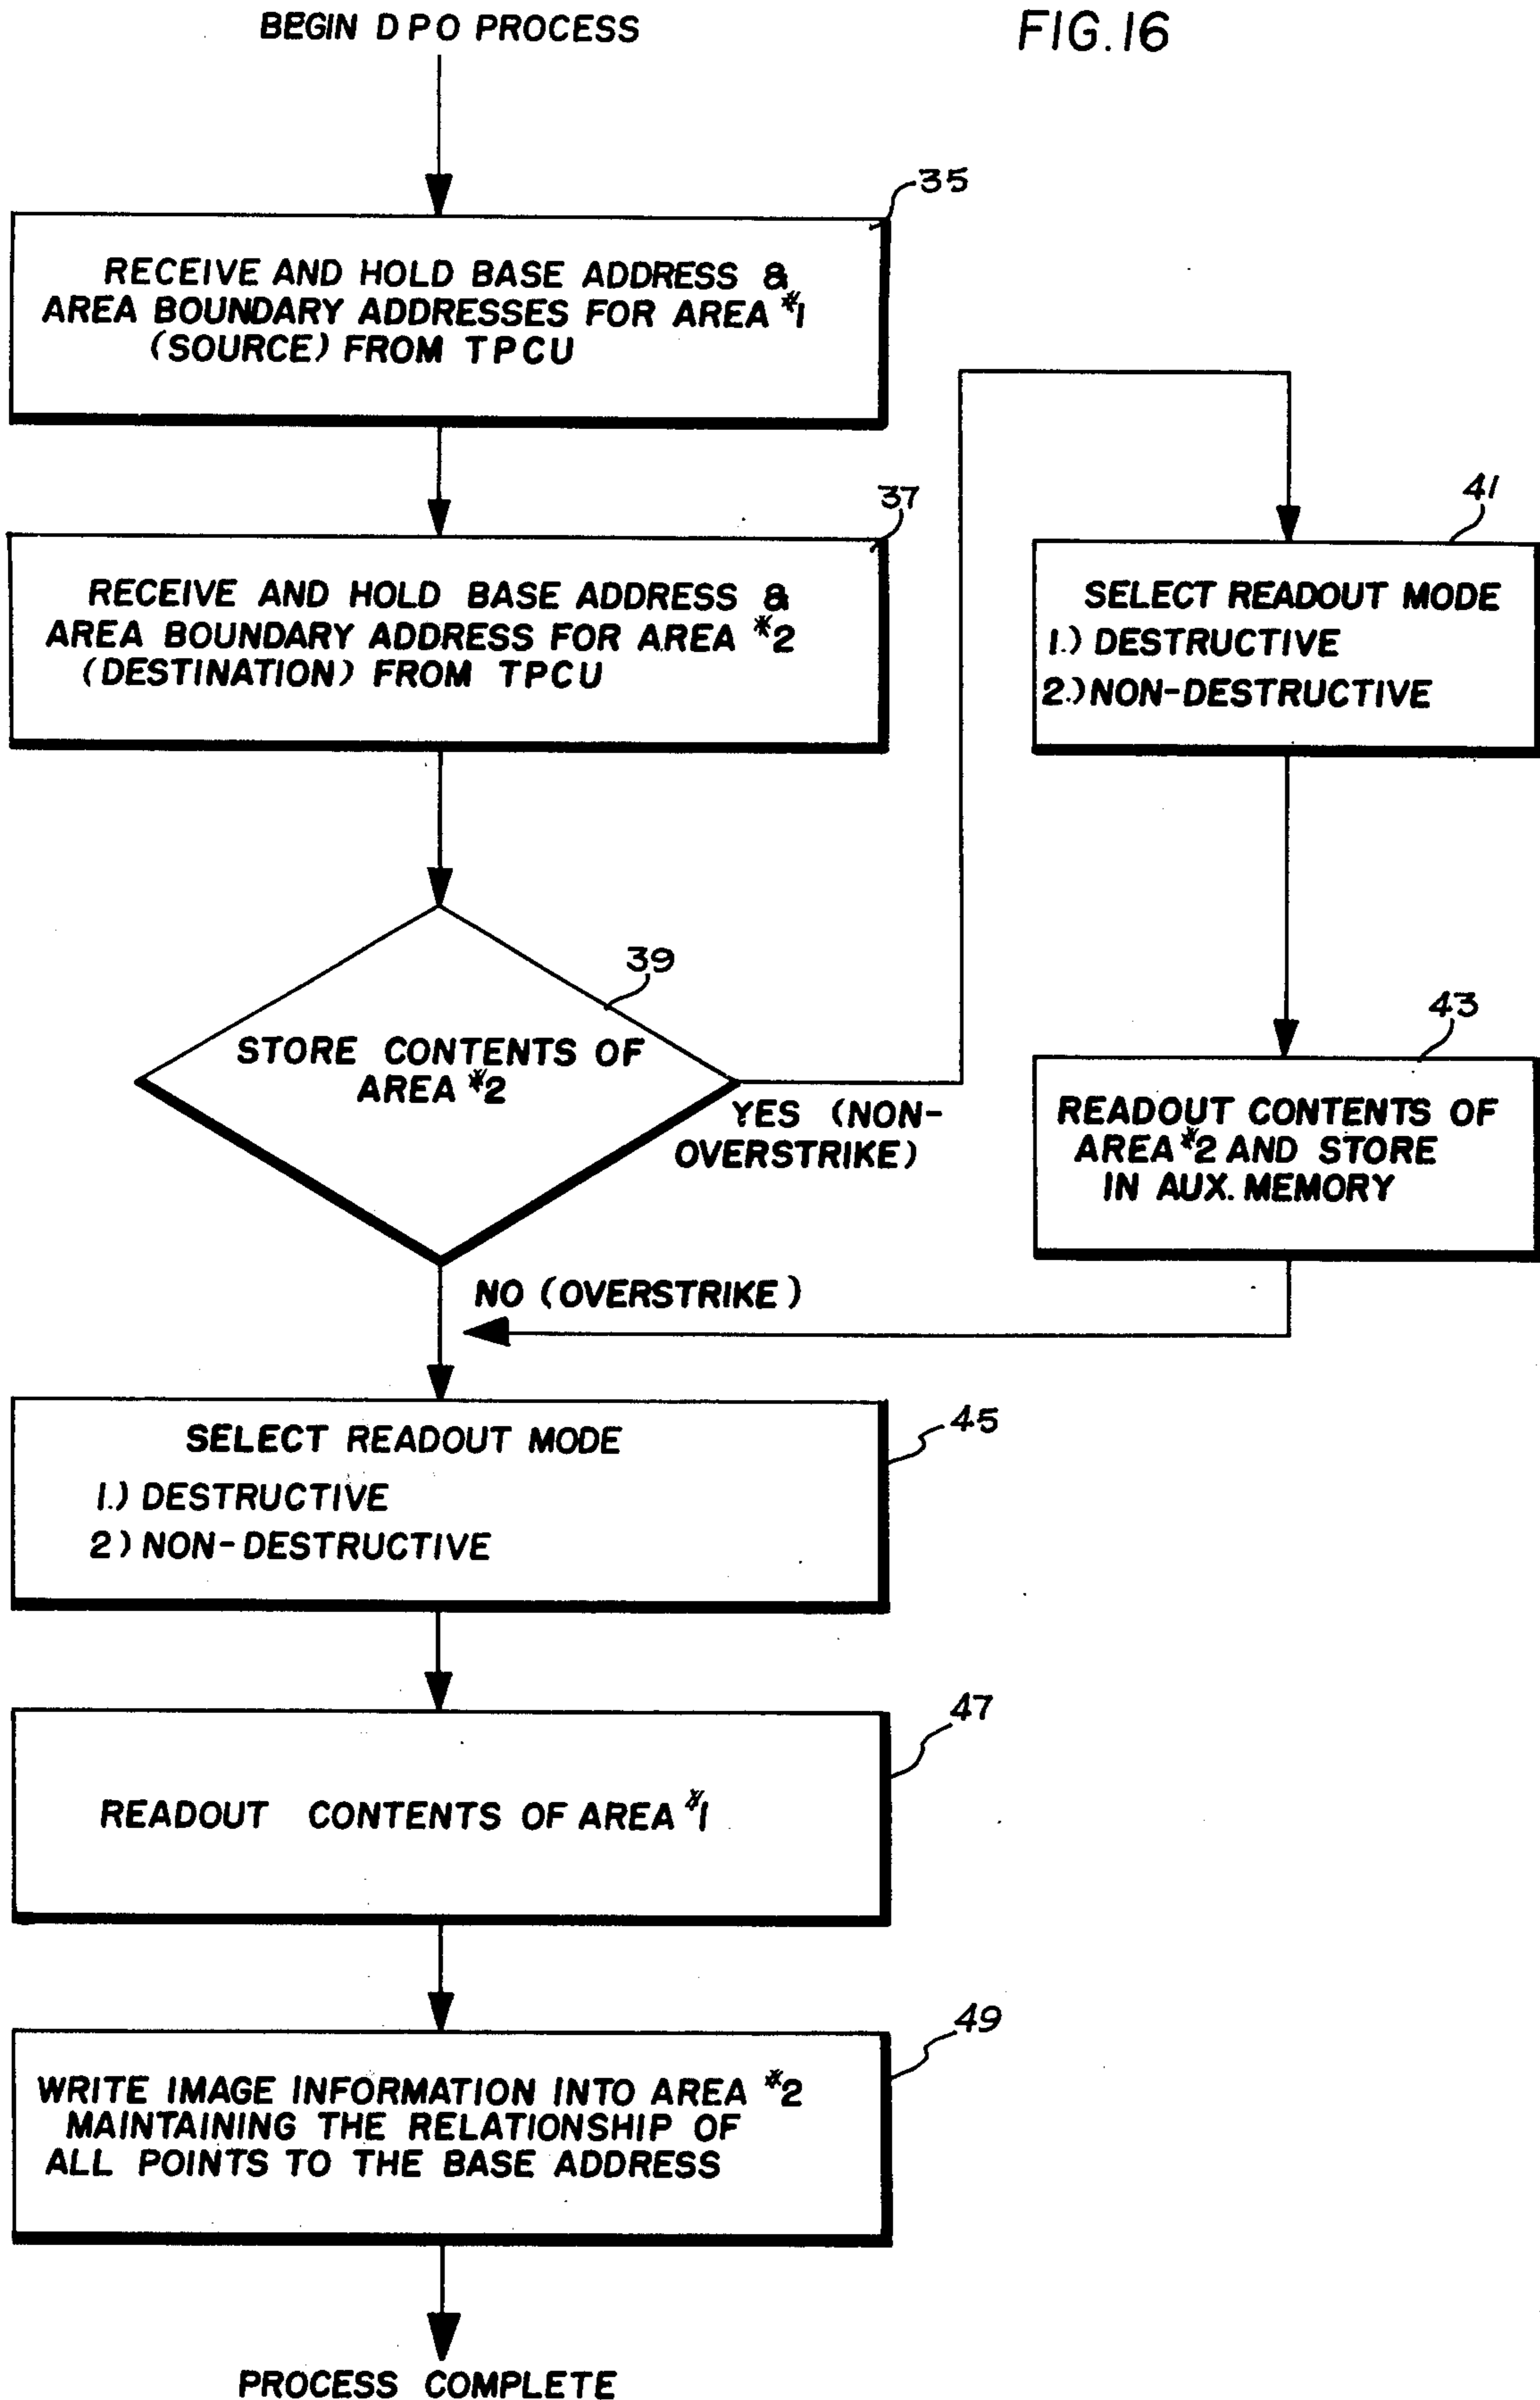 BEGIN DPO PROCESS
FIG.16
35
RECEIVE AND HOLD BASE ADDRESS &
AREA BOUNDARY ADDRESSES FOR AREA #1
(SOURCE) FROM TPCU
37
RECEIVE AND HOLD BASE ADDRESS &
AREA BOUNDARY ADDRESS FOR AREA #2
(DESTINATION) FROM TPCU
39
STORE CONTENTS OF
AREA #2
YES (NON-
OVERSTRIKE)
41
SELECT READOUT MODE
1.) DESTRUCTIVE
2.) NON-DESTRUCTIVE
43
READOUT CONTENTS OF
AREA #2 AND STORE
IN AUX. MEMORY
NO (OVERSTRIKE)
45
SELECT READOUT MODE
1.) DESTRUCTIVE
2) NON-DESTRUCTIVE
47
READOUT CONTENTS OF AREA #1
49
WRITE IMAGE INFORMATION INTO AREA #2
MAINTAINING THE RELATIONSHIP OF
ALL POINTS TO THE BASE ADDRESS
PROCESS COMPLETE